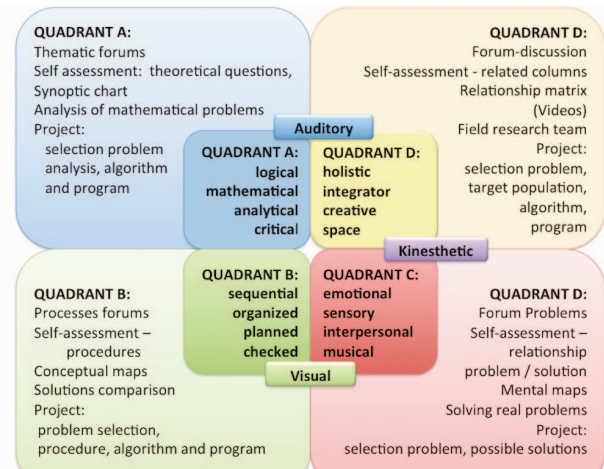 QUADRANT A:
Thematic forums
Self assessment: theoretical questions,
Synoptic chart
Analysis of mathematical problems
Project:
selection problem
analysis, algorithm
and program
QUADRANT D:
Forum-discussion
Self-assessment - related columns
Relationship matrix
(Videos)
Field research team
Project:
selection problem,
target population,
algorithm,
program
Auditory
QUADRANT A:
logical
mathematical
analytical
critical
QUADRANT D:
holistic
integrator
creative
space
Kinesthetic
QUADRANT B:
sequential
organized
planned
checked
QUADRANT C:
emotional
sensory
interpersonal
musical
Visual
QUADRANT B:
Processes forums
Self-assessment –
procedures
Conceptual maps
Solutions comparison
Project:
problem selection,
procedure, algorithm and program
QUADRANT D:
Forum Problems
Self-assessment –
relationship
problem / solution
Mental maps
Solving real problems
Project:
selection problem, possible solutions